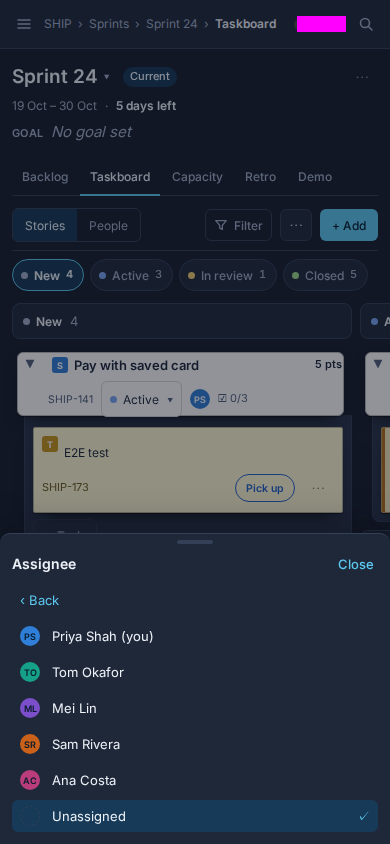 SHIP › Sprints › Sprint 24 › Taskboard
Sprint 24 ▾ Current ···
19 Oct – 30 Oct · 5 days left
GOAL No goal set
Backlog Taskboard Capacity Retro Demo
Stories People Filter ··· + Add
New 4 Active 3 In review 1 Closed 5
New 4
S Pay with saved card 5 pts
SHIP-141 Active ▾ PS ☑ 0/3
T E2E test
SHIP-173 Pick up ···
Assignee Close
‹ Back
PS Priya Shah (you)
TO Tom Okafor
ML Mei Lin
SR Sam Rivera
AC Ana Costa
Unassigned ✓